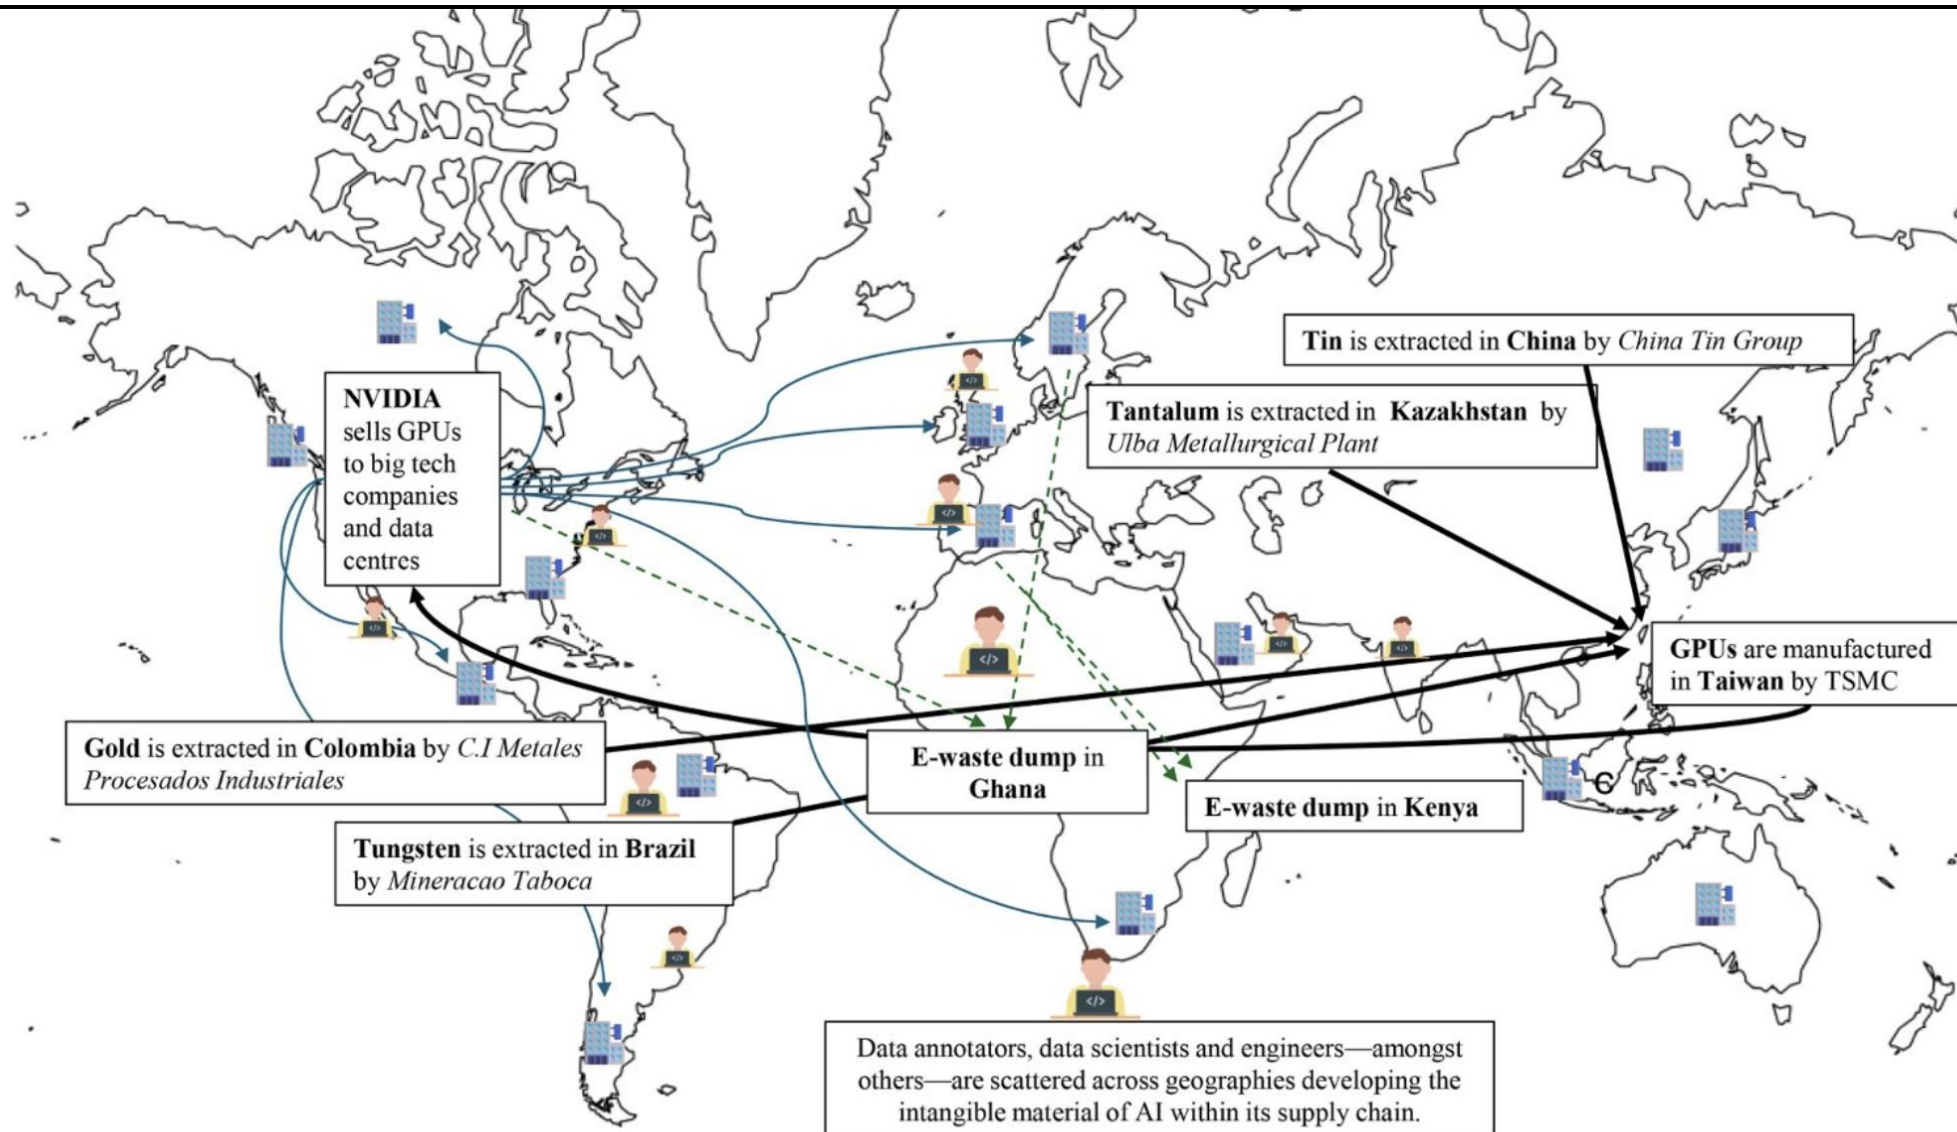 Tin is extracted in China by China Tin Group
NVIDIA
sells GPUs
to big tech
companies
and data
centres
Tantalum is extracted in Kazakhstan by
Ulba Metallurgical Plant
GPUs are manufactured
in Taiwan by TSMC
Gold is extracted in Colombia by C.I Metales
Procesados Industriales
E-waste dump in
Ghana
E-waste dump in Kenya
Tungsten is extracted in Brazil
by Mineracao Taboca
Data annotators, data scientists and engineers—amongst
others—are scattered across geographies developing the
intangible material of AI within its supply chain.